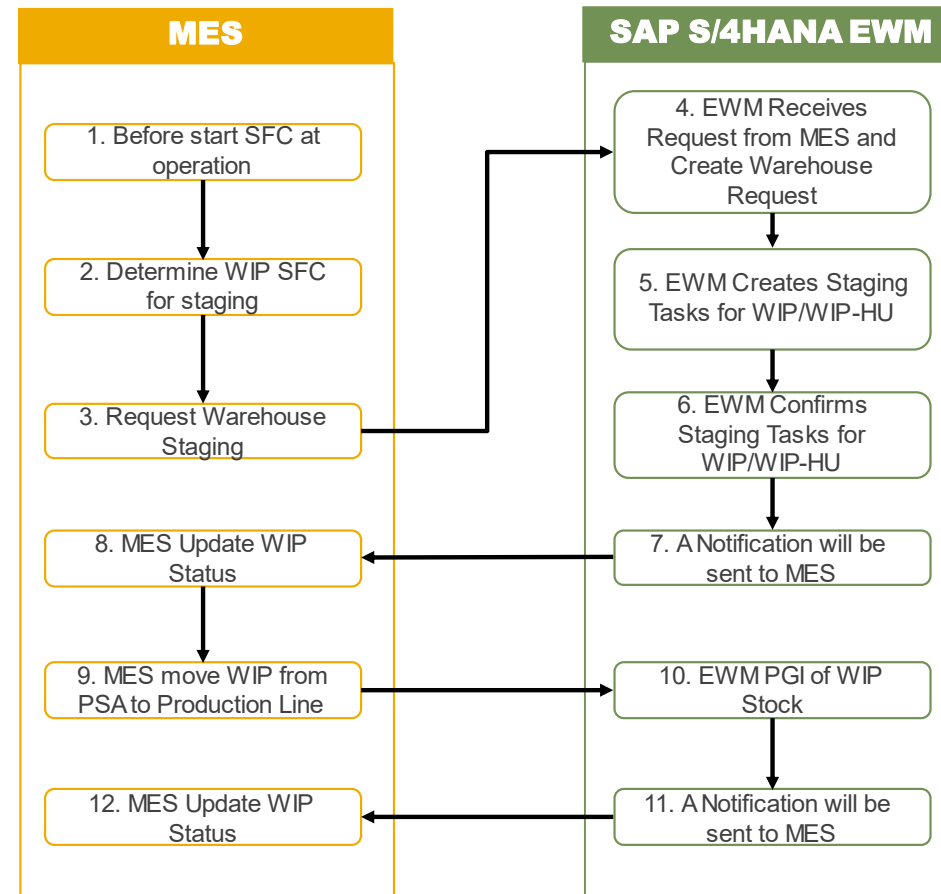 MES
SAP S/4HANA EWM
1. Before start SFC at
operation
2. Determine WIP SFC
for staging
3. Request Warehouse
Staging
4. EWM Receives
Request from MES and
Create Warehouse
Request
5. EWM Creates Staging
Tasks for WIP/WIP-HU
6. EWM Confirms
Staging Tasks for
WIP/WIP-HU
7. A Notification will be
sent to MES
8. MES Update WIP
Status
9. MES move WIP from
PSA to Production Line
10. EWM PGI of WIP
Stock
11. A Notification will be
sent to MES
12. MES Update WIP
Status